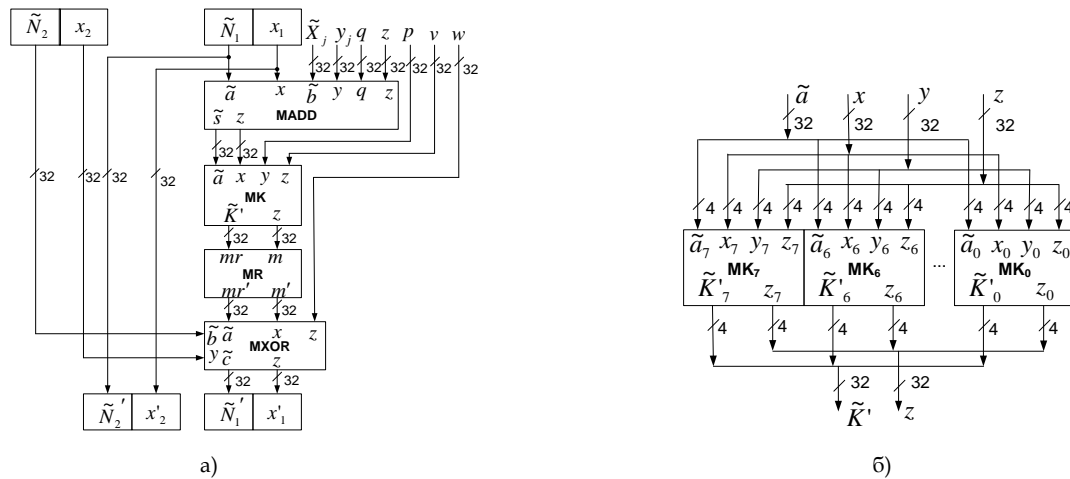 Ñ₂ x₂ Ñ₁ x₁ X̃ⱼ yⱼ q z p v w
32 32 32 32 32 32 32
ã x b̃ y q z
MADD
s̃ z
32 32 32 32 32 32
ã x y z
MK
K̃' z
32 32
mr m
MR
mr' m'
32 32
b̃ ã x z
MXOR
y c̃ z
32 32
Ñ₂' x'₂ Ñ₁' x'₁
а)
ã x y z
32 32 32 32
4 4 4 4 4 4 4 4 4 4 4 4
ã₇ x₇ y₇ z₇ ã₆ x₆ y₆ z₆ ã₀ x₀ y₀ z₀
MK₇ MK₆ ... MK₀
K̃'₇ z₇ K̃'₆ z₆ K̃'₀ z₀
4 4 4 4 4 4
32 32
K̃' z
б)